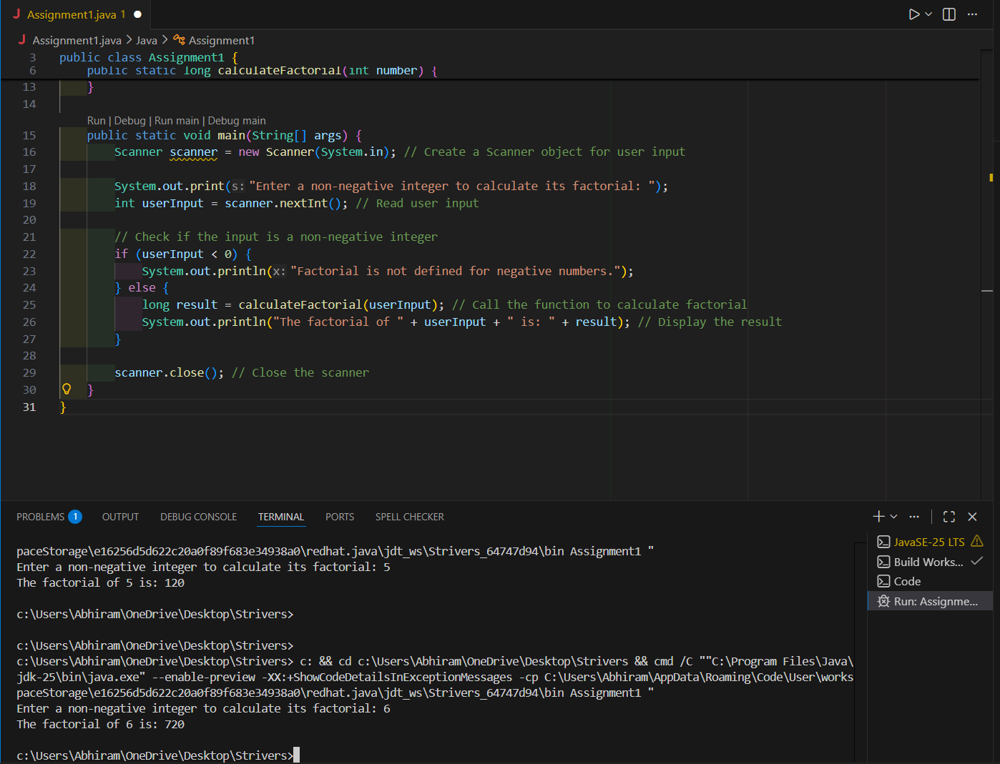 J Assignment1.java 1
J Assignment1.java > Java > Assignment1
3 public class Assignment1 {
6 public static long calculateFactorial(int number) {
13 }
14
Run | Debug | Run main | Debug main
15 public static void main(String[] args) {
16 Scanner scanner = new Scanner(System.in); // Create a Scanner object for user input
17
18 System.out.print(s: "Enter a non-negative integer to calculate its factorial: ");
19 int userInput = scanner.nextInt(); // Read user input
20
21 // Check if the input is a non-negative integer
22 if (userInput < 0) {
23 System.out.println(x: "Factorial is not defined for negative numbers.");
24 } else {
25 long result = calculateFactorial(userInput); // Call the function to calculate factorial
26 System.out.println("The factorial of " + userInput + " is: " + result); // Display the result
27 }
28
29 scanner.close(); // Close the scanner
30 }
31 }
PROBLEMS 1 OUTPUT DEBUG CONSOLE TERMINAL PORTS SPELL CHECKER
paceStorage\e16256d5d622c20a0f89f683e34938a0\redhat.java\jdt_ws\Strivers_64747d94\bin Assignment1 "
Enter a non-negative integer to calculate its factorial: 5
The factorial of 5 is: 120
c:\Users\Abhiram\OneDrive\Desktop\Strivers>
c:\Users\Abhiram\OneDrive\Desktop\Strivers>
c:\Users\Abhiram\OneDrive\Desktop\Strivers> c: && cd c:\Users\Abhiram\OneDrive\Desktop\Strivers && cmd /C ""C:\Program Files\Java\
jdk-25\bin\java.exe" --enable-preview -XX:+ShowCodeDetailsInExceptionMessages -cp C:\Users\Abhiram\AppData\Roaming\Code\User\works
paceStorage\e16256d5d622c20a0f89f683e34938a0\redhat.java\jdt_ws\Strivers_64747d94\bin Assignment1 "
Enter a non-negative integer to calculate its factorial: 6
The factorial of 6 is: 720
c:\Users\Abhiram\OneDrive\Desktop\Strivers>
JavaSE-25 LTS
Build Works...
Code
Run: Assignme...